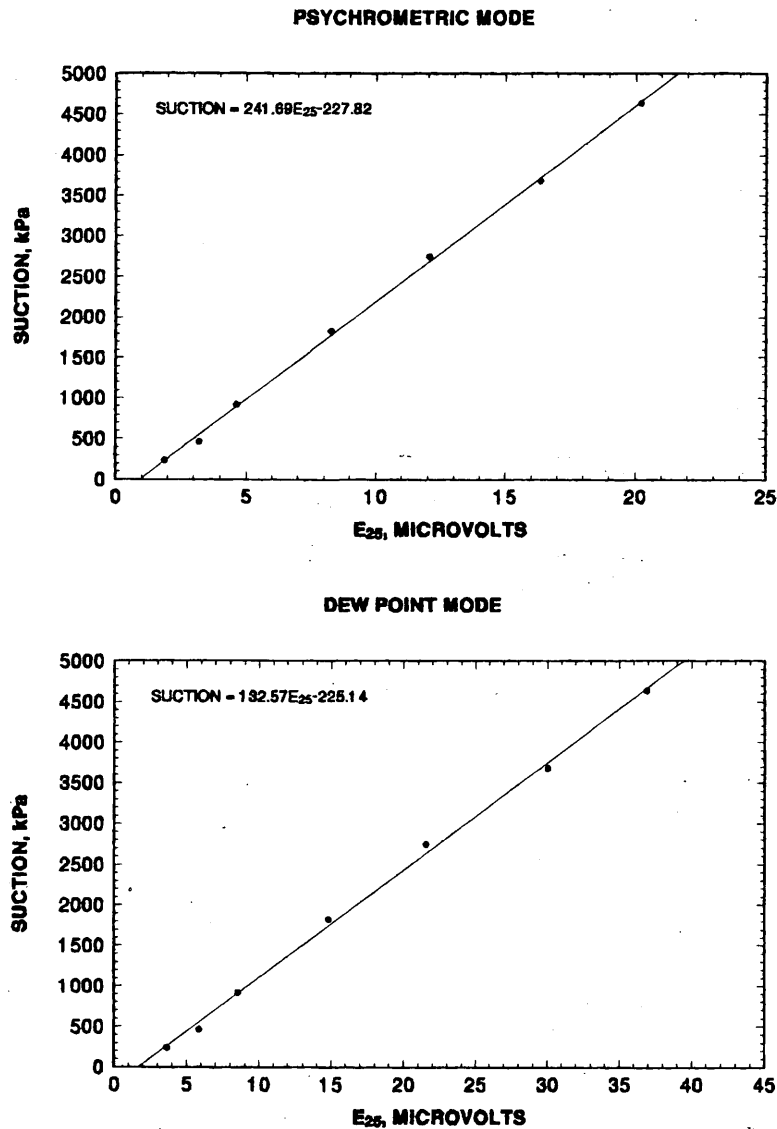 PSYCHROMETRIC MODE
SUCTION = 241.69E25-227.82
5000
4500
4000
3500
3000
2500
2000
1500
1000
500
0
SUCTION, kPa
0 5 10 15 20 25
E25, MICROVOLTS
DEW POINT MODE
SUCTION = 132.57E25-225.14
5000
4500
4000
3500
3000
2500
2000
1500
1000
500
0
SUCTION, kPa
0 5 10 15 20 25 30 35 40 45
E25, MICROVOLTS